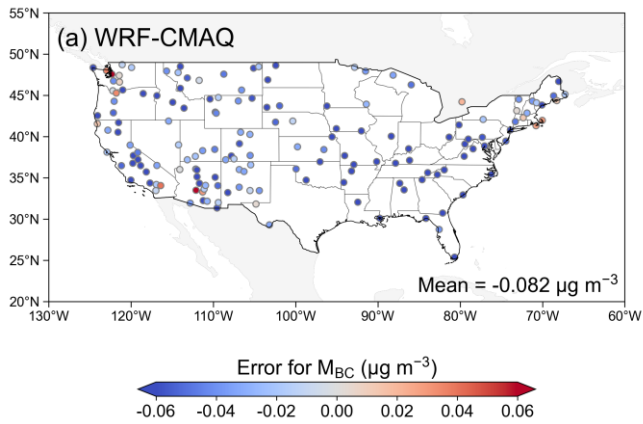 (a) WRF-CMAQ
55°N
50°N
45°N
40°N
35°N
30°N
25°N
20°N
Mean = -0.082 μg m⁻³
130°W 120°W 110°W 100°W 90°W 80°W 70°W 60°W
Error for M_BC (μg m⁻³)
-0.06 -0.04 -0.02 0.00 0.02 0.04 0.06